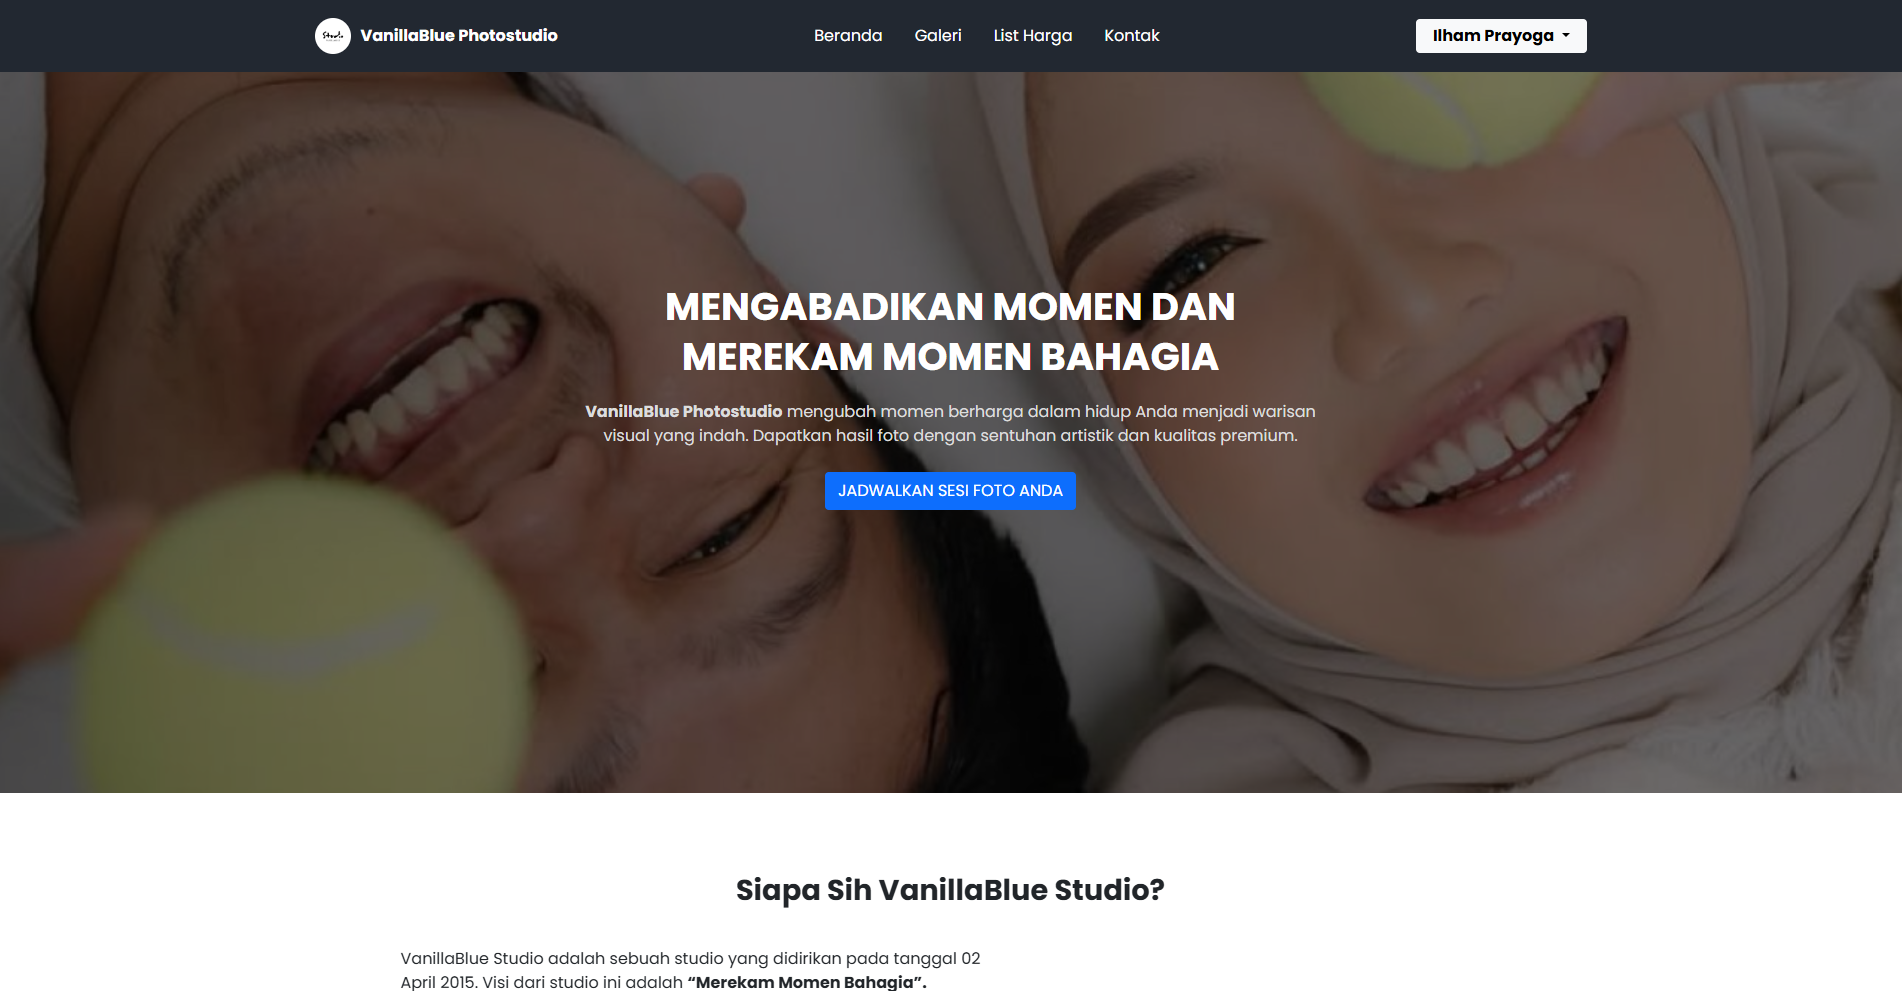 Studio
VanillaBlue Photostudio
Beranda
Galeri
List Harga
Kontak
Ilham Prayoga
MENGABADIKAN MOMEN DAN
MEREKAM MOMEN BAHAGIA
VanillaBlue Photostudio mengubah momen berharga dalam hidup Anda menjadi warisan
visual yang indah. Dapatkan hasil foto dengan sentuhan artistik dan kualitas premium.
JADWALKAN SESI FOTO ANDA
Siapa Sih VanillaBlue Studio?
VanillaBlue Studio adalah sebuah studio yang didirikan pada tanggal 02
April 2015. Visi dari studio ini adalah “Merekam Momen Bahagia”.